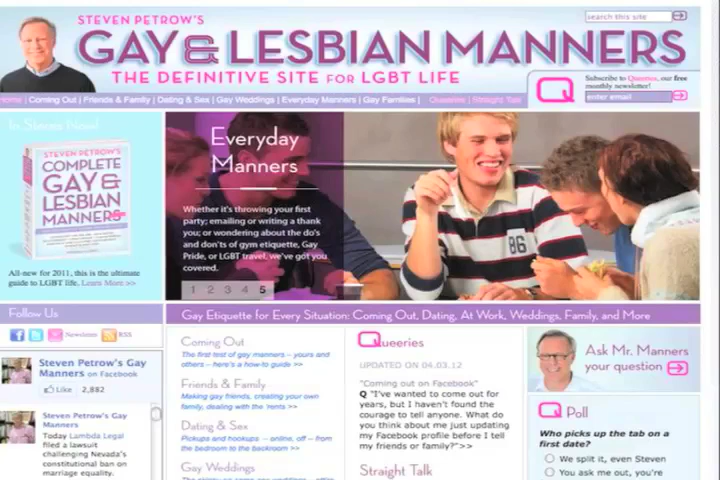 STEVEN PETROW'S
GAY & LESBIAN MANNERS
THE DEFINITIVE SITE FOR LGBT LIFE
search this site
Subscribe to Queeries, our free
monthly newsletter!
Q
enter email
Home | Coming Out | Friends & Family | Dating & Sex | Gay Weddings | Everyday Manners | Gay Families | Queeries | Straight Talk
In Stores Now!
STEVEN PETROW'S
COMPLETE
GAY &
LESBIAN
MANNERS
All-new for 2011, this is the ultimate
guide to LGBT life. Learn More >>
Everyday
Manners
Whether it's throwing your first
party; emailing or writing a thank
you; or wondering about the do's
and don'ts of gym etiquette, Gay
Pride, or LGBT travel, we've got you
covered.
1 2 3 4 5
86
Follow Us
Newsletter
RSS
Gay Etiquette for Every Situation: Coming Out, Dating, At Work, Weddings, Family, and More
Steven Petrow's Gay
Manners on Facebook
Like 2,882
Steven Petrow's Gay
Manners
Today Lambda Legal
filed a lawsuit
challenging Nevada's
constitutional ban on
marriage equality.
Coming Out
The first test of gay manners -- yours and
others -- here's a how-to guide >>
Friends & Family
Making gay friends, creating your own
family, dealing with the 'rents >>
Dating & Sex
Pickups and hookups -- online, off -- from
the bedroom to the backroom >>
Gay Weddings
Queeries
UPDATED ON 04.03.12
"Coming out on Facebook"
Q "I've wanted to come out for
years, but I haven't found the
courage to tell anyone. What do
you think about me just updating
my Facebook profile before I tell
my friends or family?">>
Straight Talk
Ask Mr. Manners
your question
Q Poll
Who picks up the tab on a
first date?
We split it, even Steven
You ask me out, you're